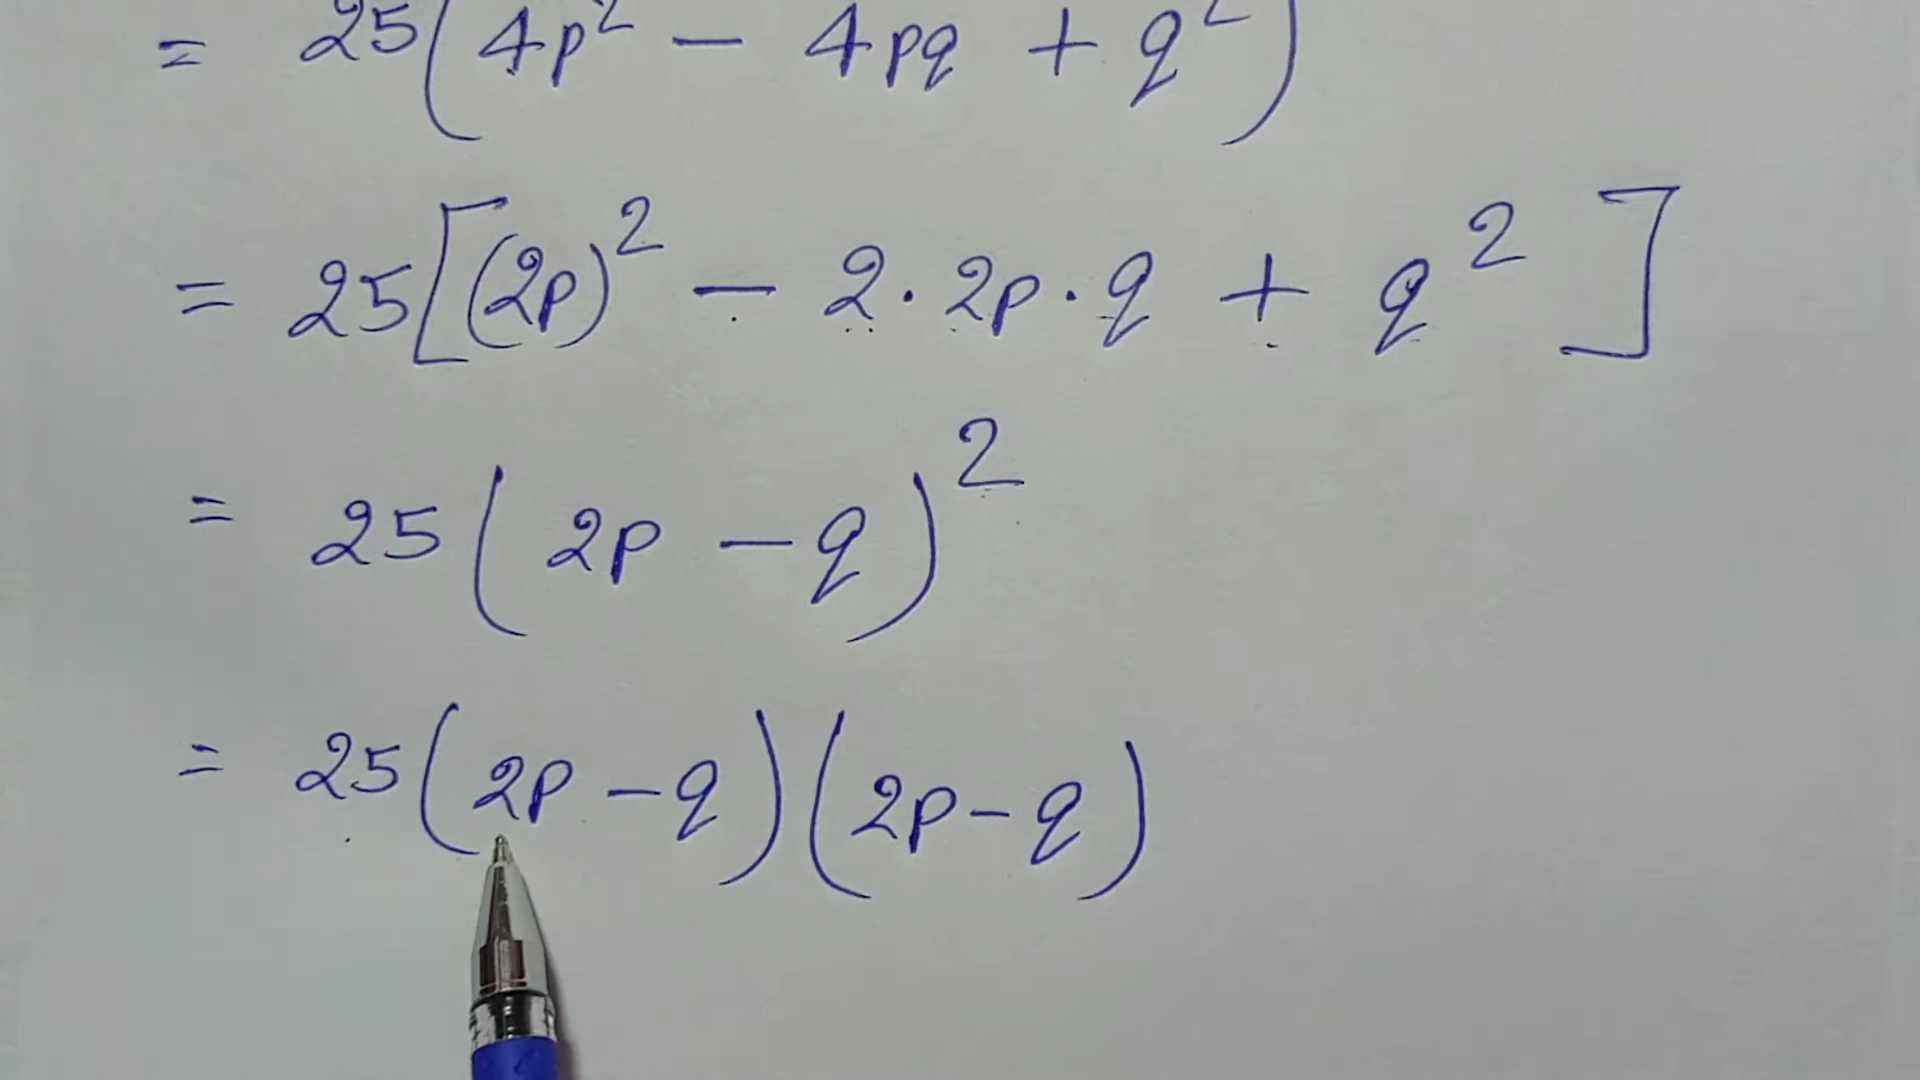 = 25(4p² - 4pq + q²)
= 25[(2p)² - 2·2p·q + q²]
= 25(2p - q)²
= 25(2p - q)(2p - q)